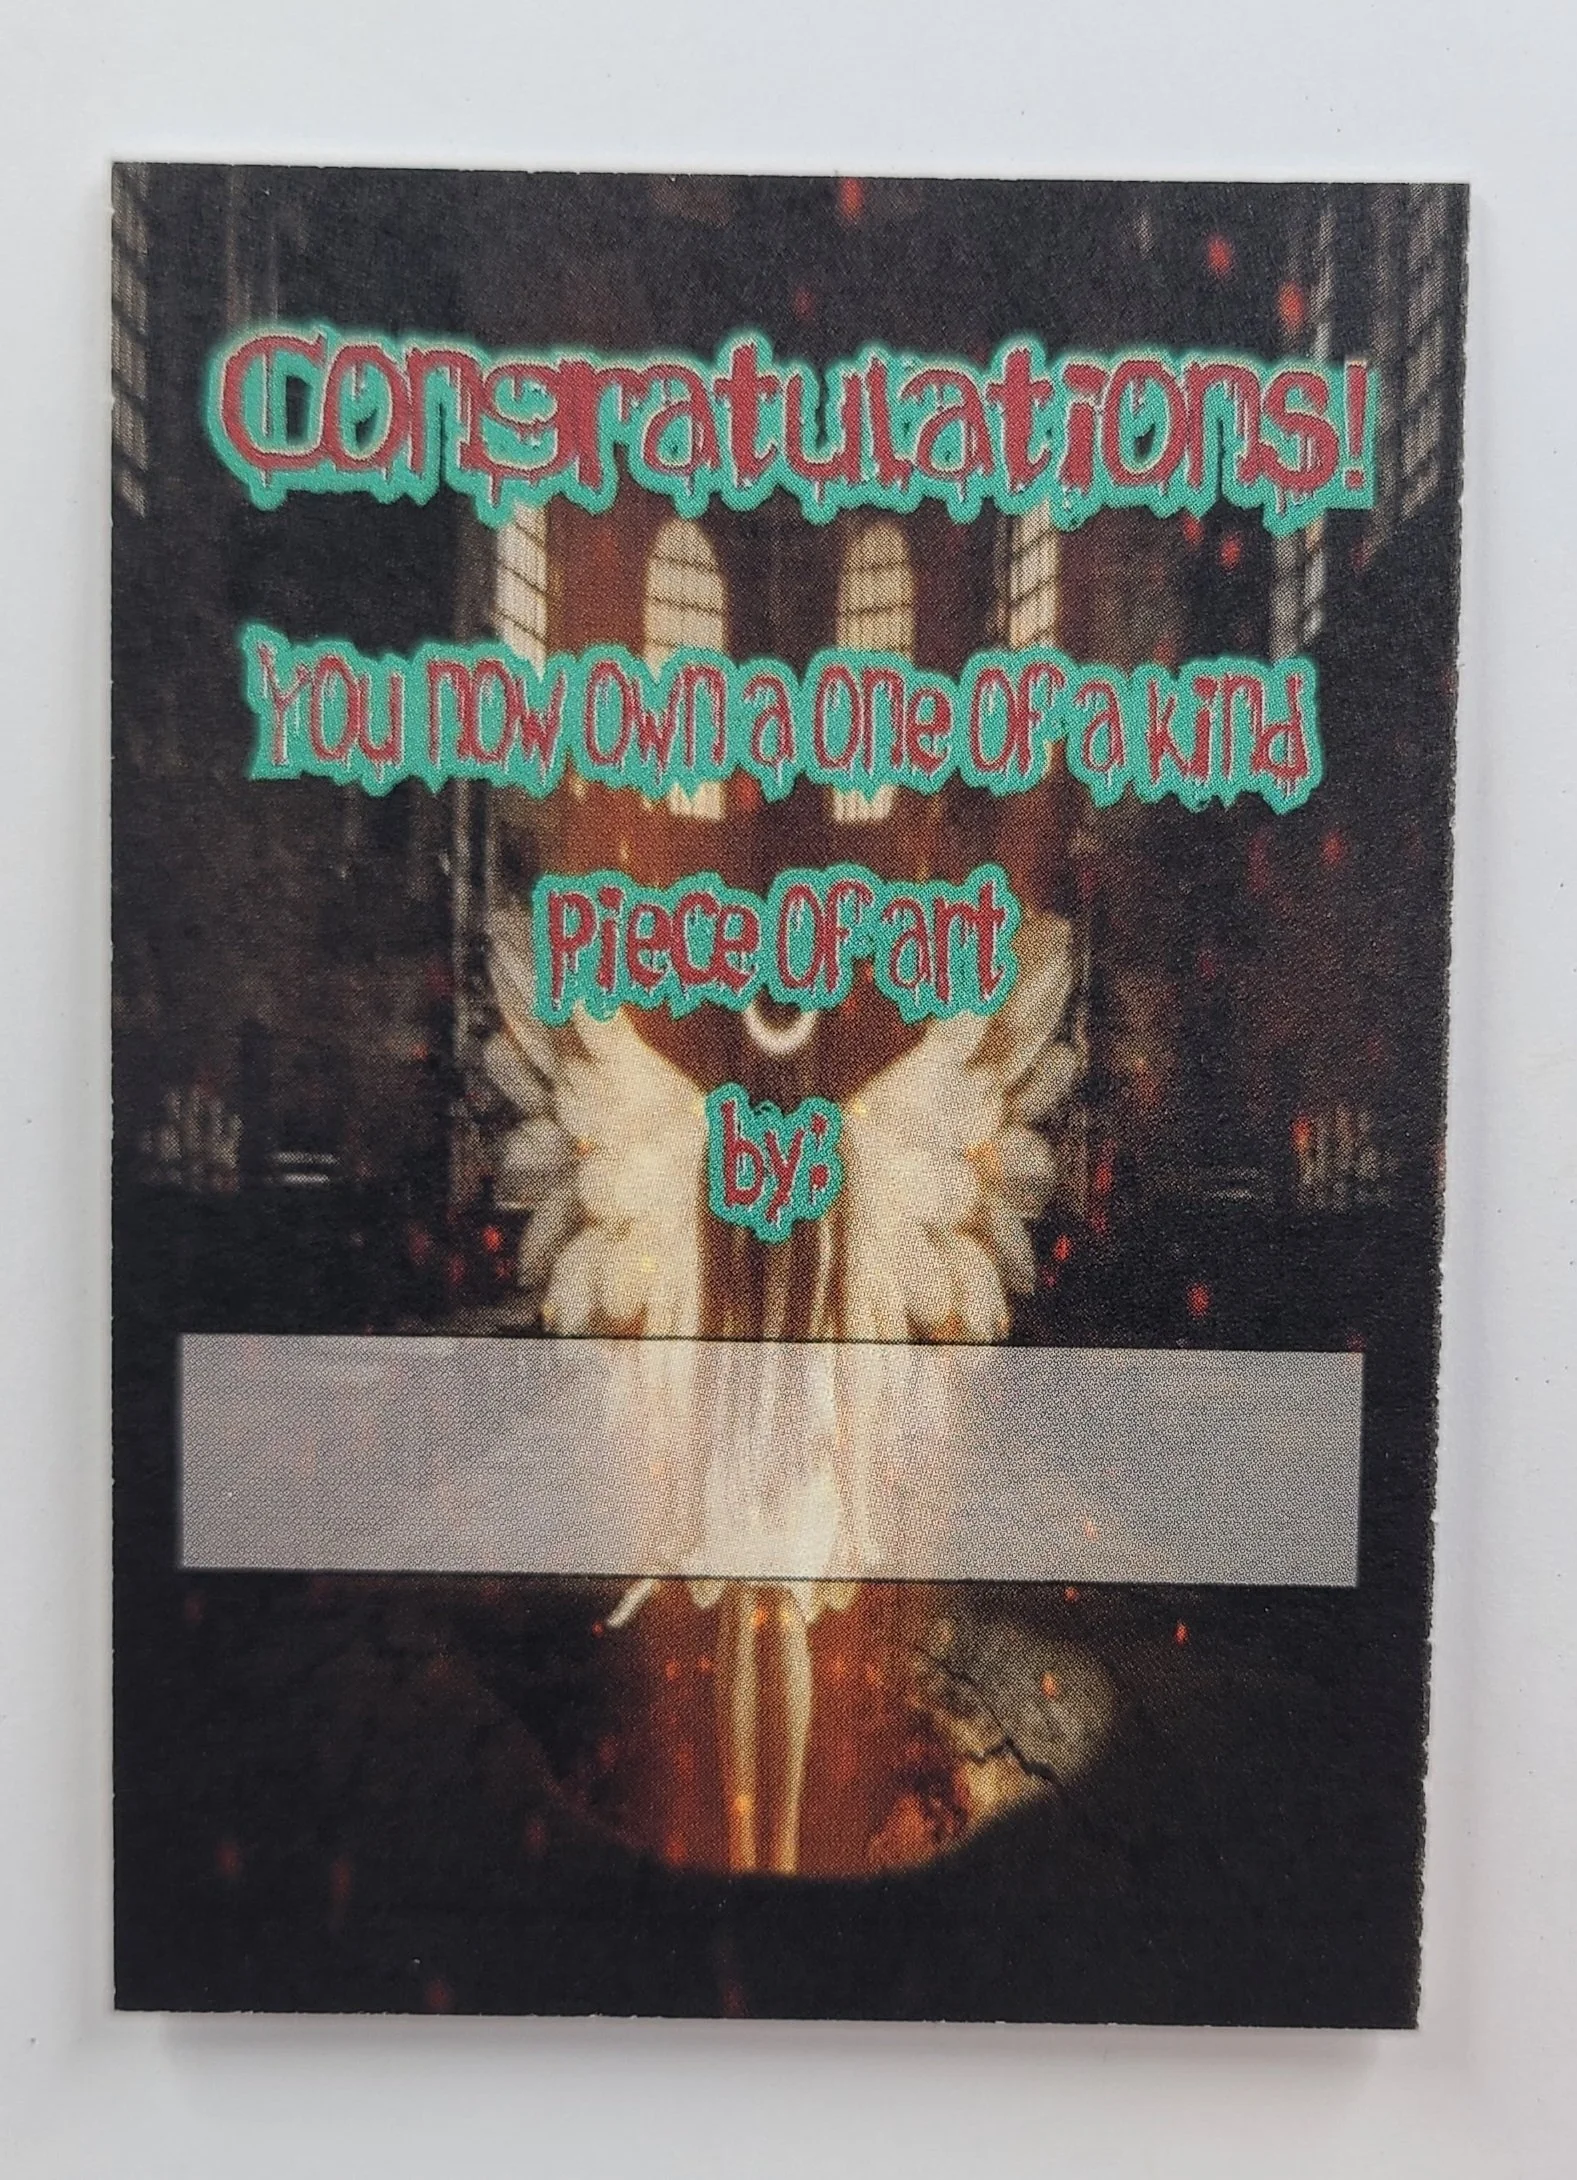 Congratulations!
You now own a one of a kind
piece of art
by: